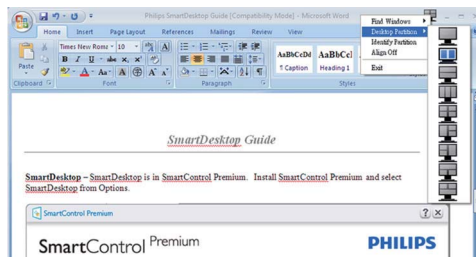 Philips SmartDesktop Guide [Compatibility Mode] - Microsoft Word
Find Windows
Desktop Partition
Identify Partition
Align Off
Exit
Home Insert Page Layout References Mailings Review View
Times New Roma 10
Paste
AaBbCcDd AaBbCcI
¶ Caption Heading 1
Clipboard Font Paragraph Styles
SmartDesktop Guide
SmartDesktop – SmartDesktop is in SmartControl Premium. Install SmartControl Premium and select
SmartDesktop from Options.
SmartControl Premium
SmartControl Premium
PHILIPS